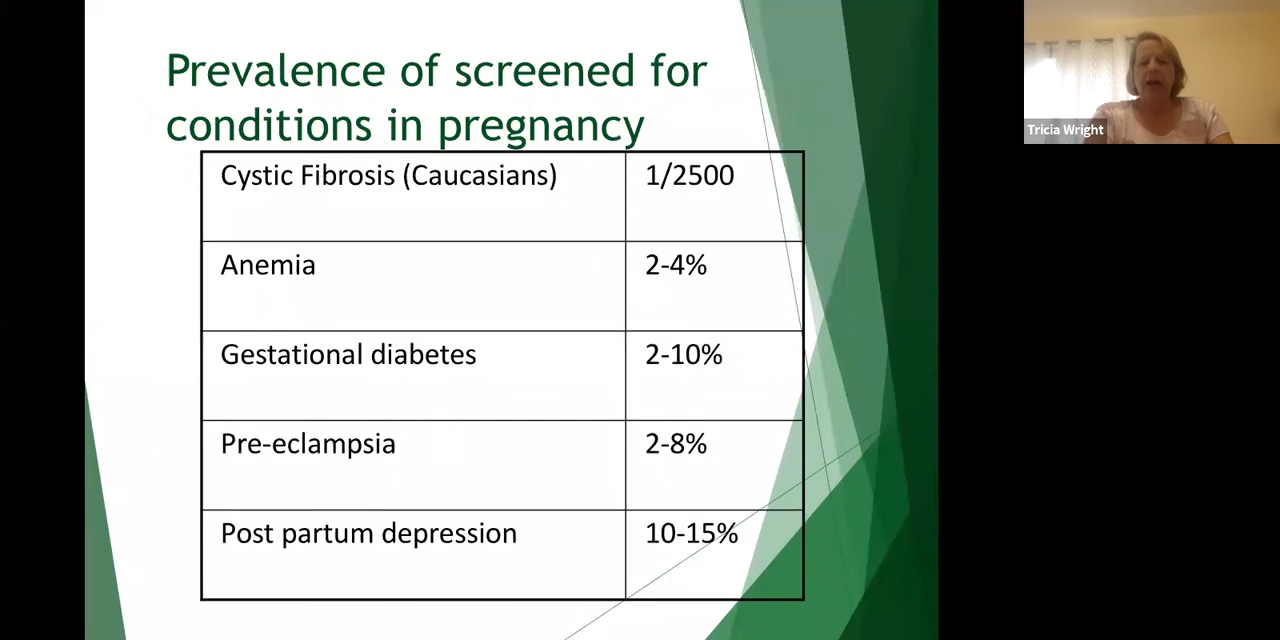 Prevalence of screened for
conditions in pregnancy
Cystic Fibrosis (Caucasians) 1/2500
Anemia 2-4%
Gestational diabetes 2-10%
Pre-eclampsia 2-8%
Post partum depression 10-15%
Tricia Wright